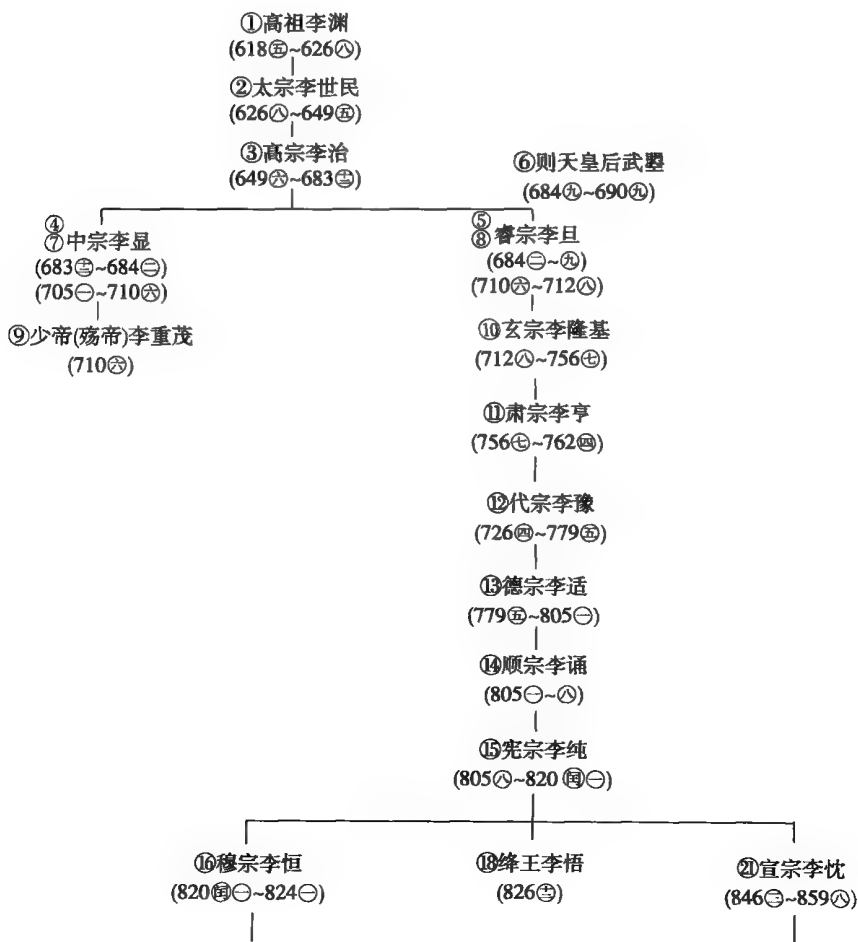 ①高祖李渊
(618㊄~626㊇)
②太宗李世民
(626㊇~649㊄)
③高宗李治
(649㊅~683㊉㊁)
⑥则天皇后武曌
(684㊈~690㊈)
④
⑦中宗李显
(683㊉㊁~684㊁)
(705㊀~710㊅)
⑤
⑧睿宗李旦
(684㊁~㊈)
(710㊅~712㊇)
⑨少帝(殇帝)李重茂
(710㊅)
⑩玄宗李隆基
(712㊇~756㊆)
⑪肃宗李亨
(756㊆~762㊃)
⑫代宗李豫
(726㊃~779㊄)
⑬德宗李适
(779㊄~805㊀)
⑭顺宗李诵
(805㊀~㊇)
⑮宪宗李纯
(805㊇~820闰㊀)
⑯穆宗李恒
(820闰㊀~824㊀)
⑱绛王李悟
(826㊉㊁)
㉑宣宗李忱
(846㊂~859㊇)